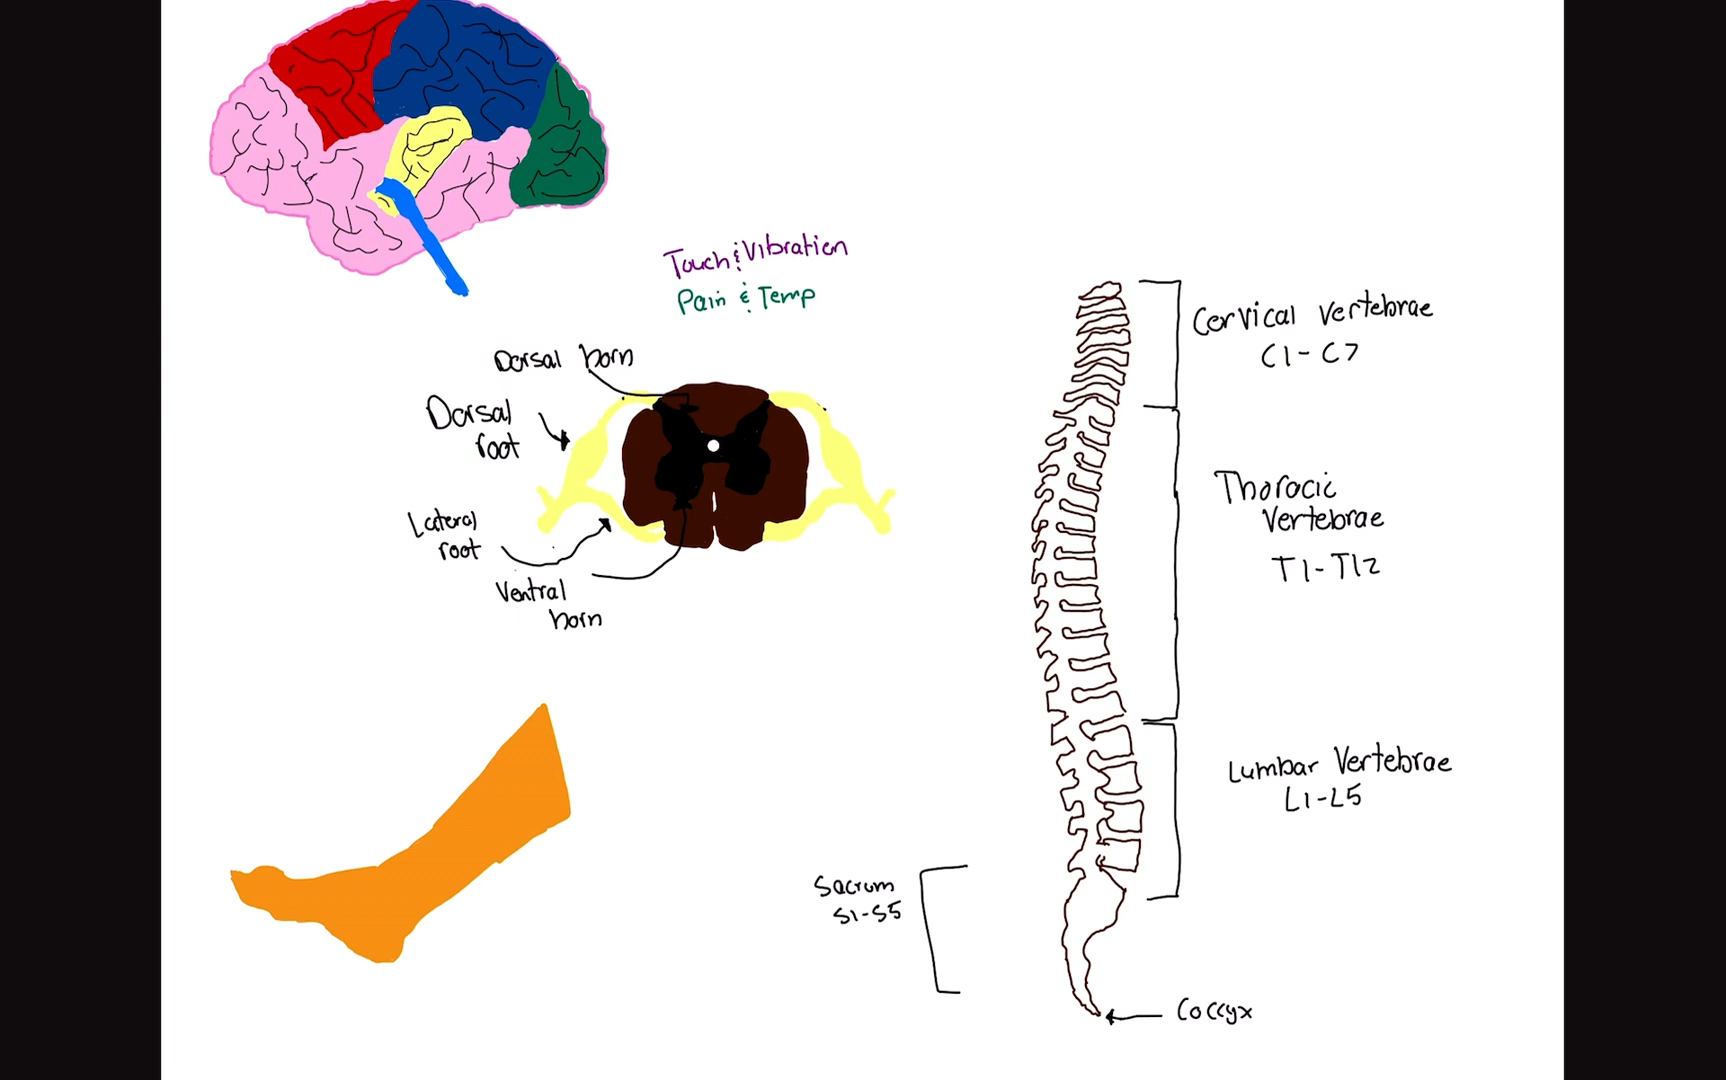 Touch & Vibration
Pain & Temp
Dorsal horn
Dorsal
root
Lateral
root
Ventral
horn
Cervical Vertebrae
C1-C7
Thoracic
Vertebrae
T1-T12
Lumbar Vertebrae
L1-L5
Sacrum
S1-S5
Coccyx